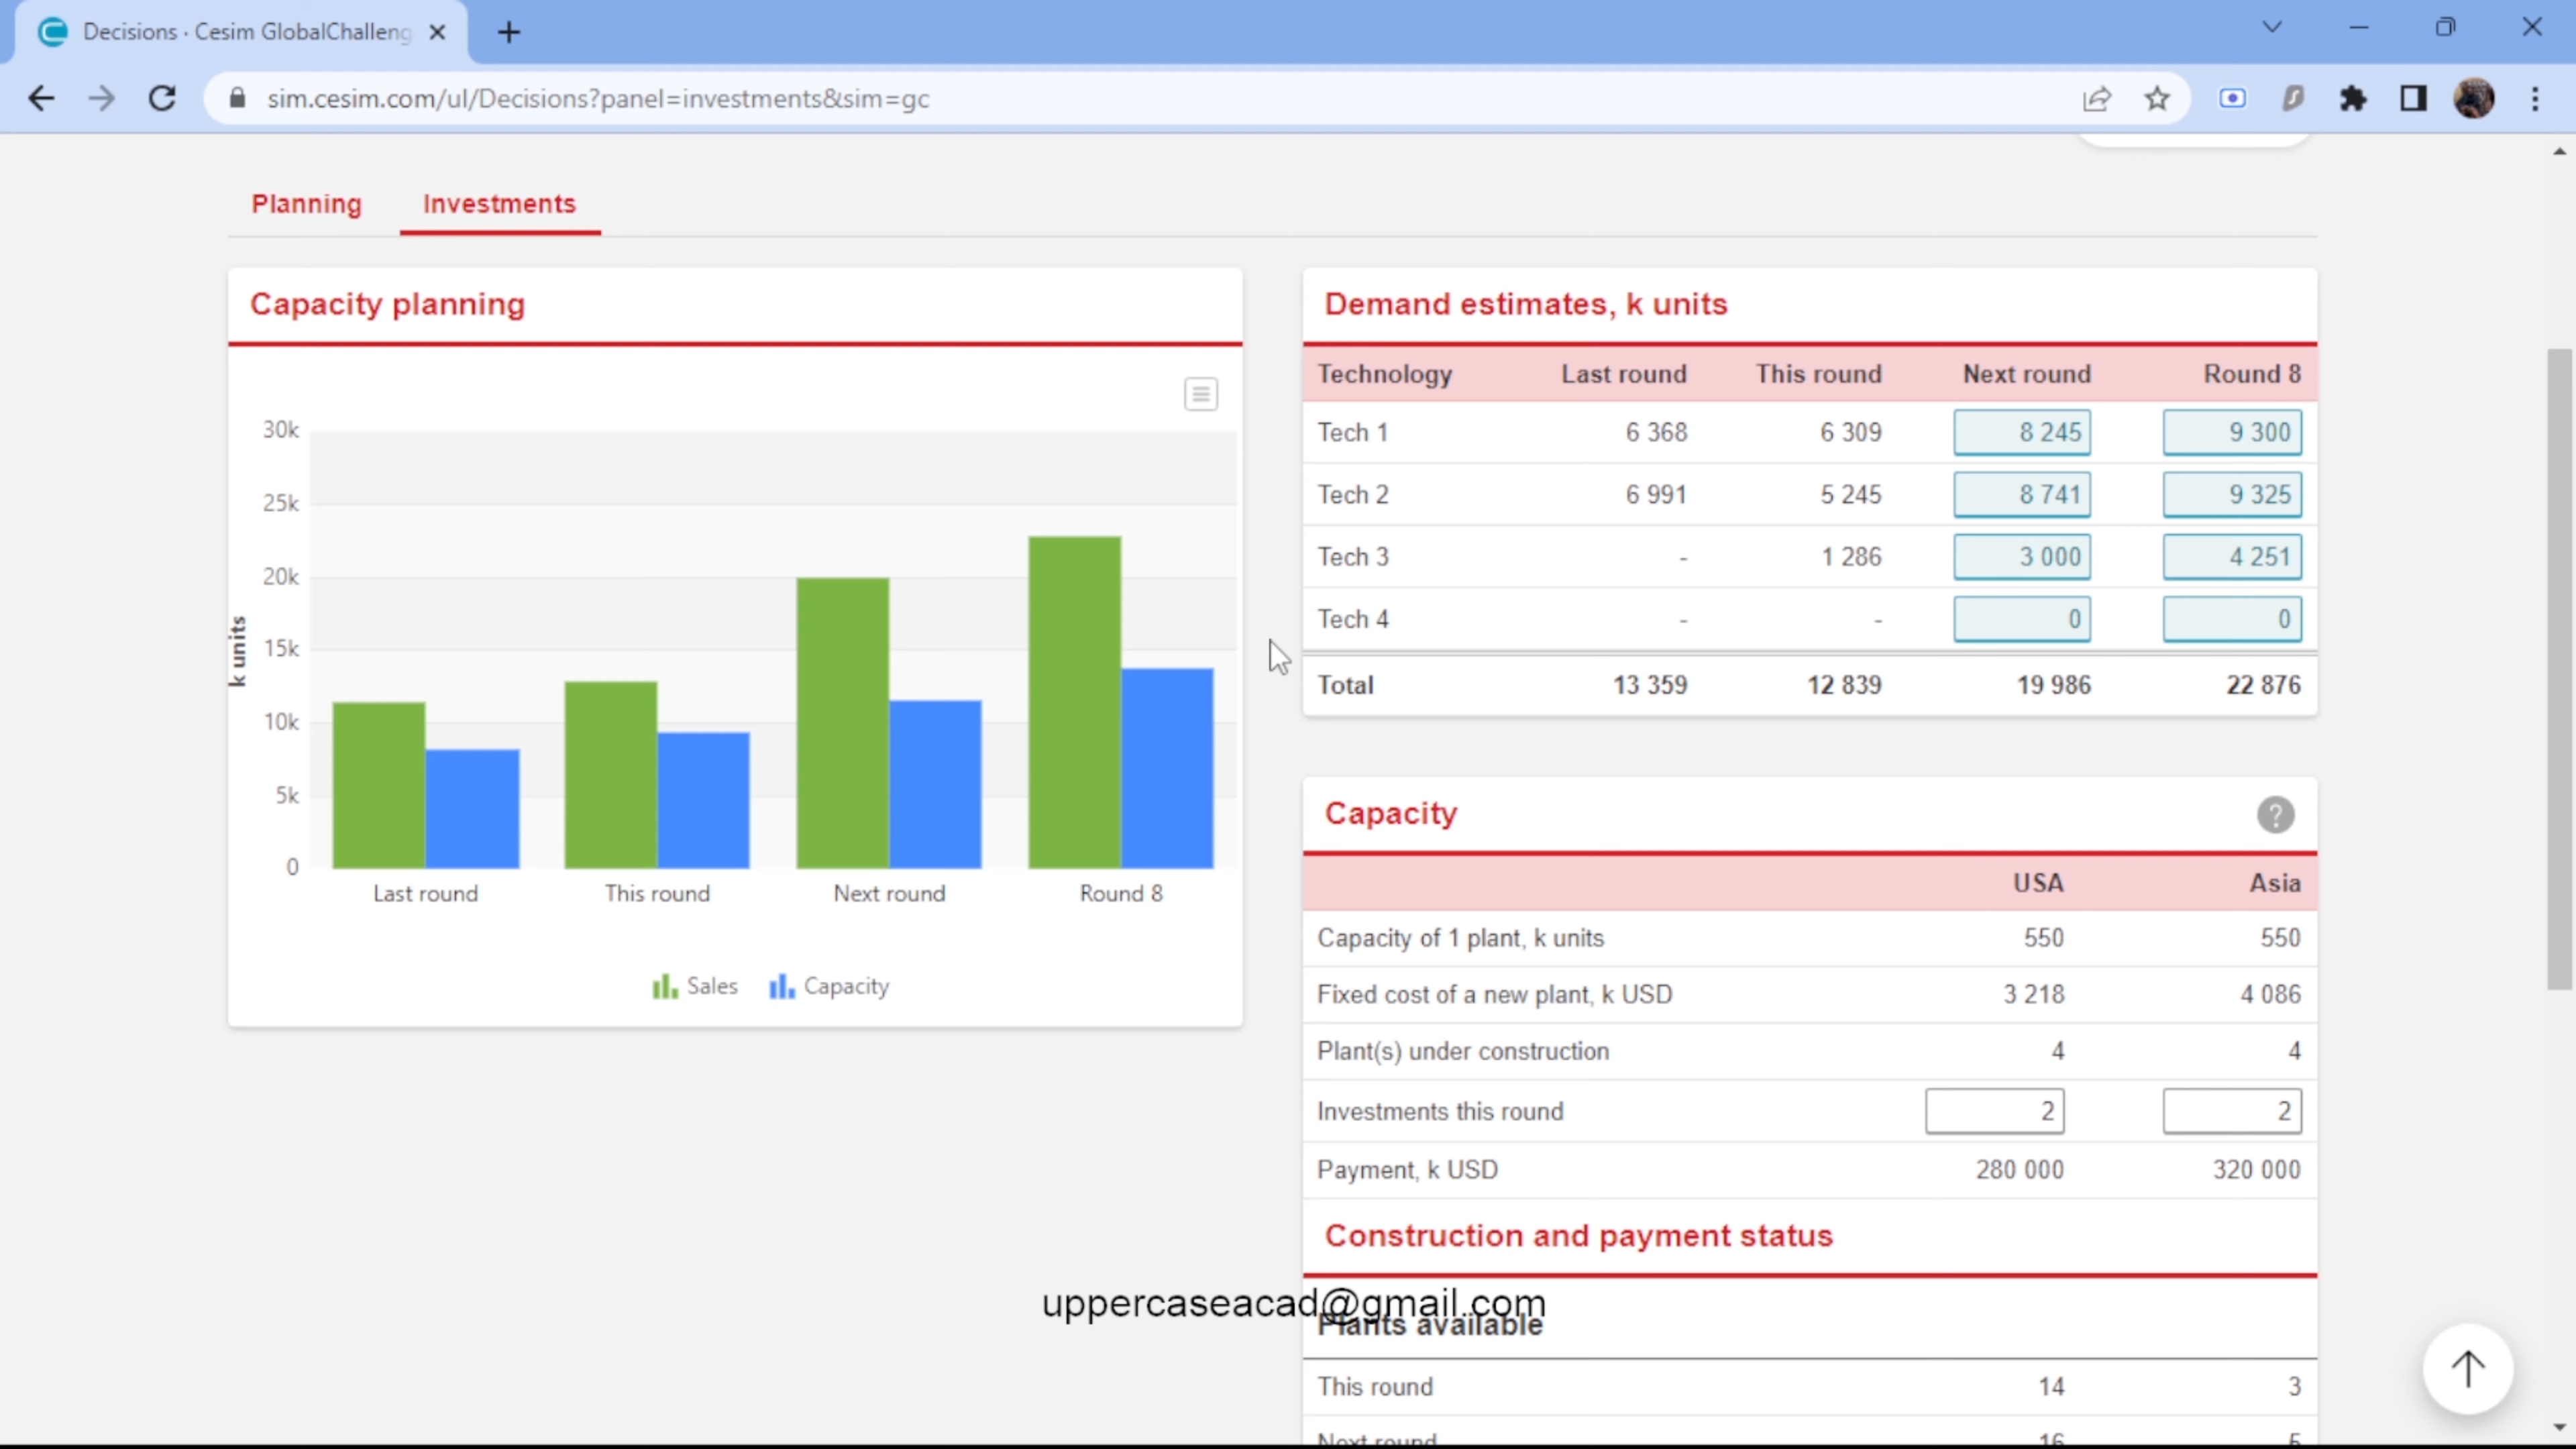 Decisions · Cesim GlobalChalleng
sim.cesim.com/ul/Decisions?panel=investments&sim=gc
Planning Investments
Capacity planning
30k
25k
20k
15k
10k
5k
0
k units
Last round This round Next round Round 8
Sales Capacity
Demand estimates, k units
Technology Last round This round Next round Round 8
Tech 1 6 368 6 309 8 245 9 300
Tech 2 6 991 5 245 8 741 9 325
Tech 3 - 1 286 3 000 4 251
Tech 4 - - 0 0
Total 13 359 12 839 19 986 22 876
Capacity ?
USA Asia
Capacity of 1 plant, k units 550 550
Fixed cost of a new plant, k USD 3 218 4 086
Plant(s) under construction 4 4
Investments this round 2 2
Payment, k USD 280 000 320 000
Construction and payment status
uppercaseacad@gmail.com
Plants available
This round 14 3
Next round 16 5